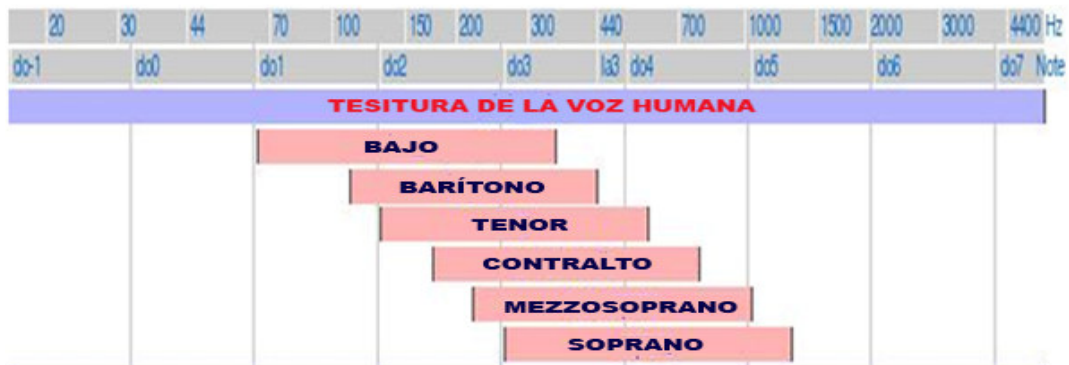 20 30 44 70 100 150 200 300 440 700 1000 1500 2000 3000 4400 Hz
do-1 do0 do1 do2 do3 la3 do4 do5 do6 do7 Note
TESITURA DE LA VOZ HUMANA
BAJO
BARÍTONO
TENOR
CONTRALTO
MEZZOSOPRANO
SOPRANO